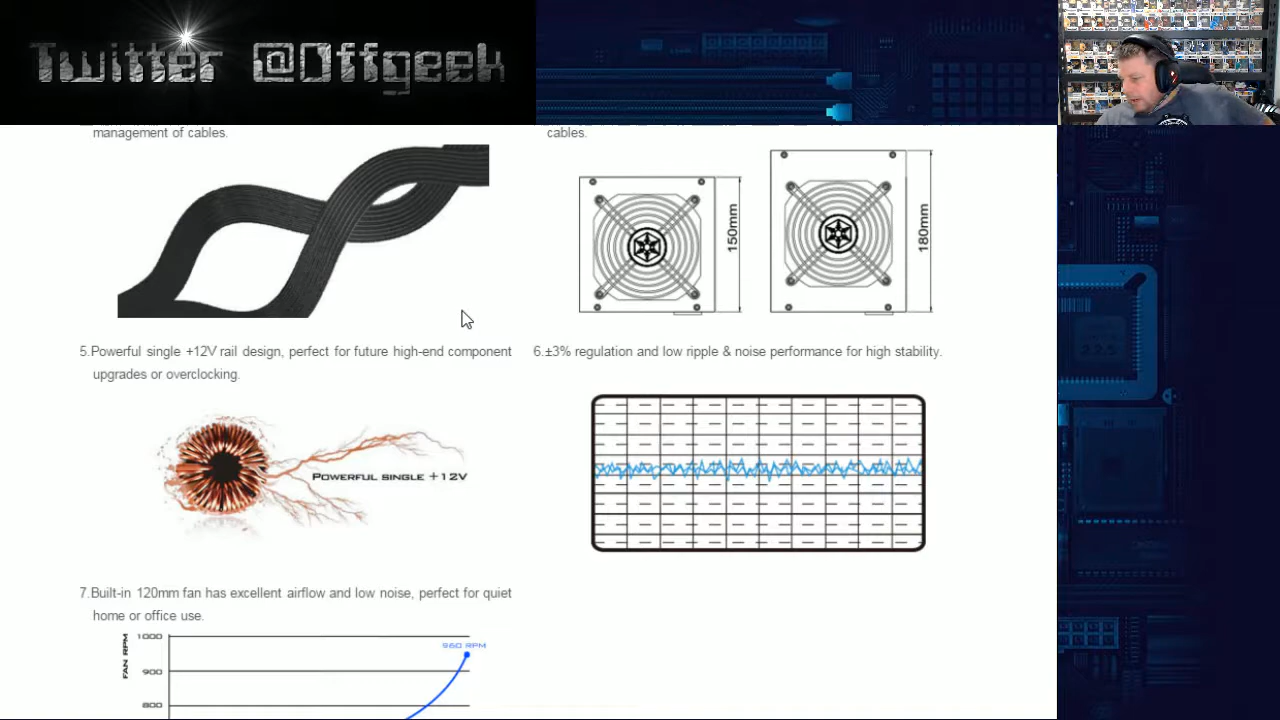 Twitter @Offgeek
management of cables.
cables.
150mm
180mm
5.Powerful single +12V rail design, perfect for future high-end component
upgrades or overclocking.
6.±3% regulation and low ripple & noise performance for high stability.
POWERFUL SINGLE +12V
7.Built-in 120mm fan has excellent airflow and low noise, perfect for quiet
home or office use.
FAN RPM
1000
960 RPM
900
800